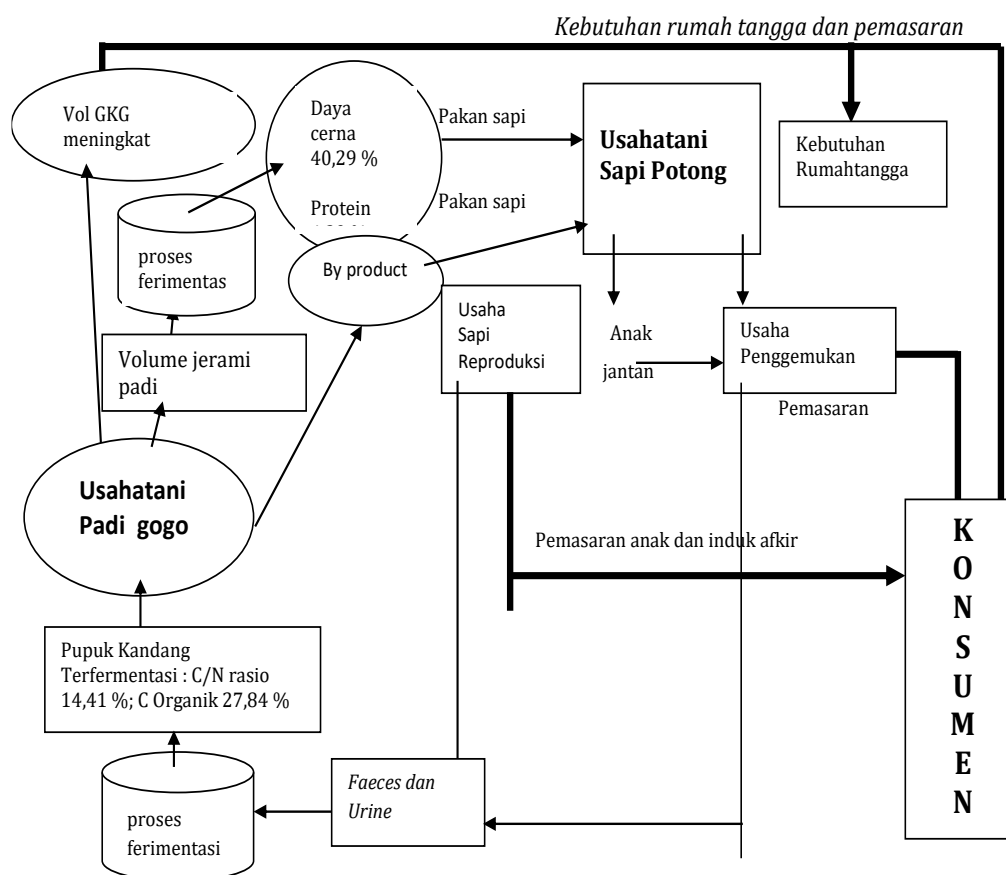 Kebutuhan rumah tangga dan pemasaran
Vol GKG
meningkat
Daya
cerna
40,29 %
Protein
Pakan sapi
Pakan sapi
Usahatani
Sapi Potong
Kebutuhan
Rumahtangga
proses
ferimentas
By product
Usaha
Sapi
Reproduksi
Anak
jantan
Usaha
Penggemukan
Pemasaran
Volume jerami
padi
Usahatani
Padi gogo
Pemasaran anak dan induk afkir
K
O
N
S
U
M
E
N
Pupuk Kandang
Terfermentasi : C/N rasio
14,41 %; C Organik 27,84 %
Faeces dan
Urine
proses
ferimentasi